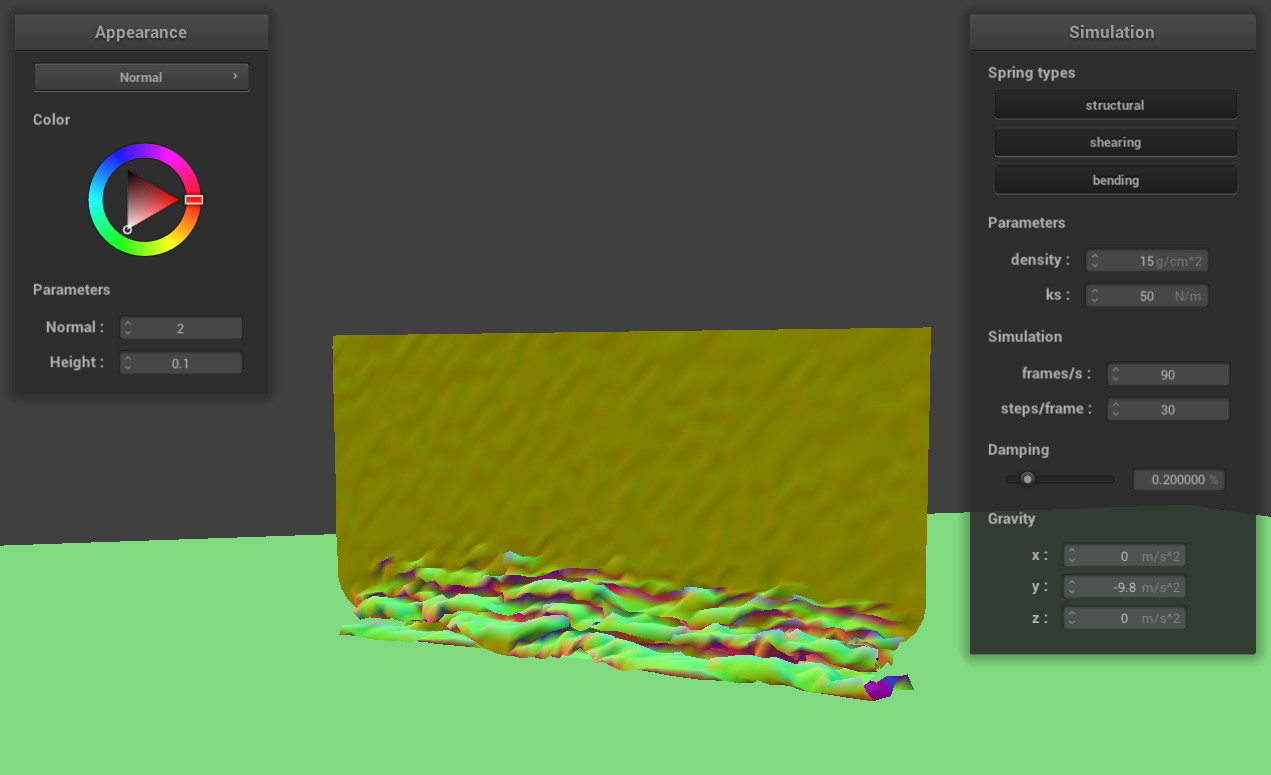 Appearance
Normal
Color
Parameters
Normal : 2
Height : 0.1
Simulation
Spring types
structural
shearing
bending
Parameters
density : 15 g/cm^2
ks : 50 N/m
Simulation
frames/s : 90
steps/frame : 30
Damping
0.200000 %
Gravity
x : 0 m/s^2
y : -9.8 m/s^2
z : 0 m/s^2